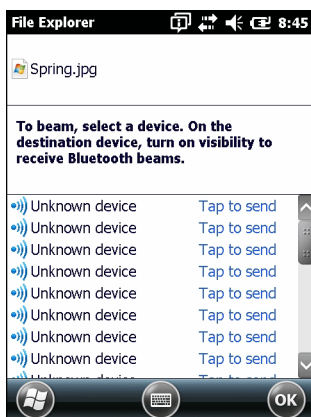 File Explorer 8:45
Spring.jpg
To beam, select a device. On the
destination device, turn on visibility to
receive Bluetooth beams.
Unknown device Tap to send
Unknown device Tap to send
Unknown device Tap to send
Unknown device Tap to send
Unknown device Tap to send
Unknown device Tap to send
Unknown device Tap to send
Unknown device Tap to send
OK